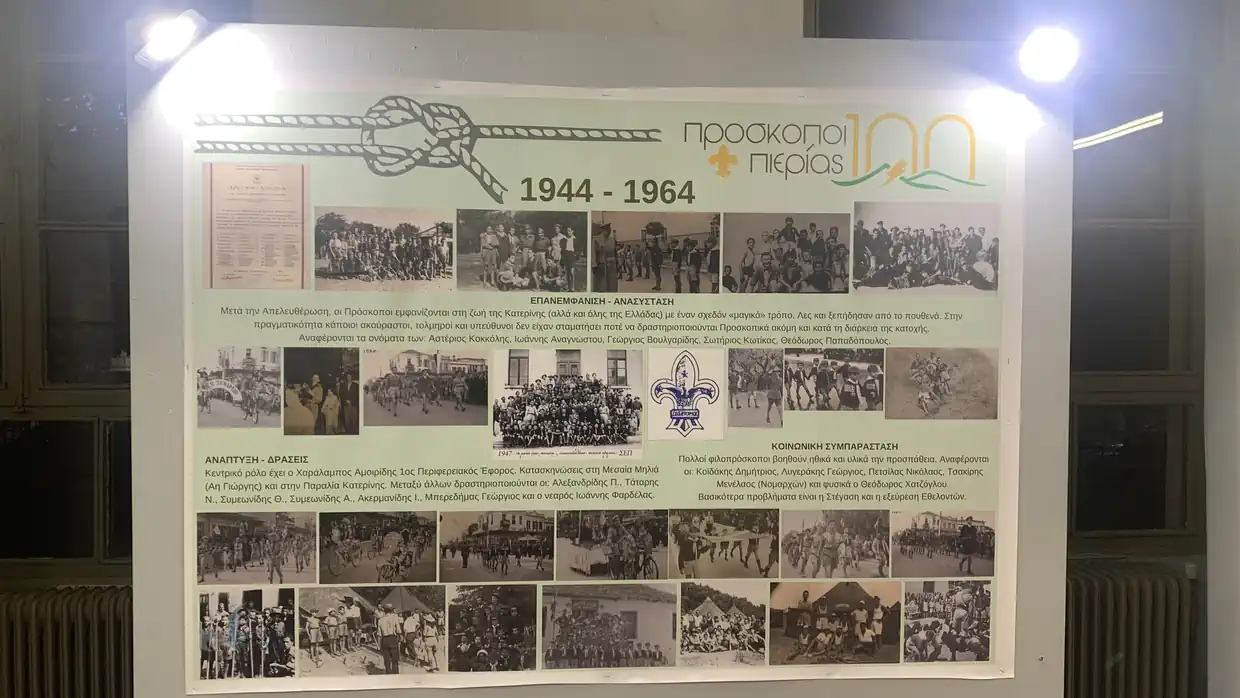 ΠΡΟΣΚΟΠΟΙ
ΠΙΕΡΙΑΣ
100
1944 - 1964
ΕΠΑΝΕΜΦΑΝΙΣΗ - ΑΝΑΣΥΣΤΑΣΗ
Μετά την Απελευθέρωση, οι Πρόσκοποι εμφανίζονται στη ζωή της Κατερίνης (αλλά και όλης της Ελλάδας) με έναν σχεδόν «μαγικό» τρόπο. Λες και ξεπήδησαν από το πουθενά. Στην
πραγματικότητα κάποιοι ακούραστοι, τολμηροί και υπεύθυνοι δεν είχαν σταματήσει ποτέ να δραστηριοποιούνται Προσκοπικά ακόμη και κατά τη διάρκεια της κατοχής.
Αναφέρονται τα ονόματα των: Αστέριος Κοκκόλης, Ιωάννης Αναγνώστου, Γεώργιος Βουλγαρίδης, Σωτήριος Κωτίκας, Θεόδωρος Παπαδόπουλος.
1947
ΣΕΠ
ΑΝΑΠΤΥΞΗ - ΔΡΑΣΕΙΣ
Κεντρικό ρόλο έχει ο Χαράλαμπος Αμοιρίδης 1ος Περιφερειακός Έφορος. Κατασκηνώσεις στη Μεσαία Μηλιά
(Αη Γιώργης) και στην Παραλία Κατερίνης. Μεταξύ άλλων δραστηριοποιούνται οι: Αλεξανδρίδης Π., Τάταρης
Ν., Συμεωνίδης Θ., Συμεωνίδης Α., Ακερμανίδης Ι., Μπερεδήμας Γεώργιος και ο νεαρός Ιωάννης Φαρδέλας.
ΚΟΙΝΩΝΙΚΗ ΣΥΜΠΑΡΑΣΤΑΣΗ
Πολλοί φιλοπρόσκοποι βοηθούν ηθικά και υλικά την προσπάθεια. Αναφέρονται
οι: Κοϊδάκης Δημήτριος, Λιγεράκης Γεώργιος, Πετσίλας Νικόλαος, Τσακίρης
Μενέλαος (Νομαρχών) και φυσικά ο Θεόδωρος Χατζόγλου.
Βασικότερα προβλήματα είναι η Στέγαση και η εξεύρεση Εθελοντών.